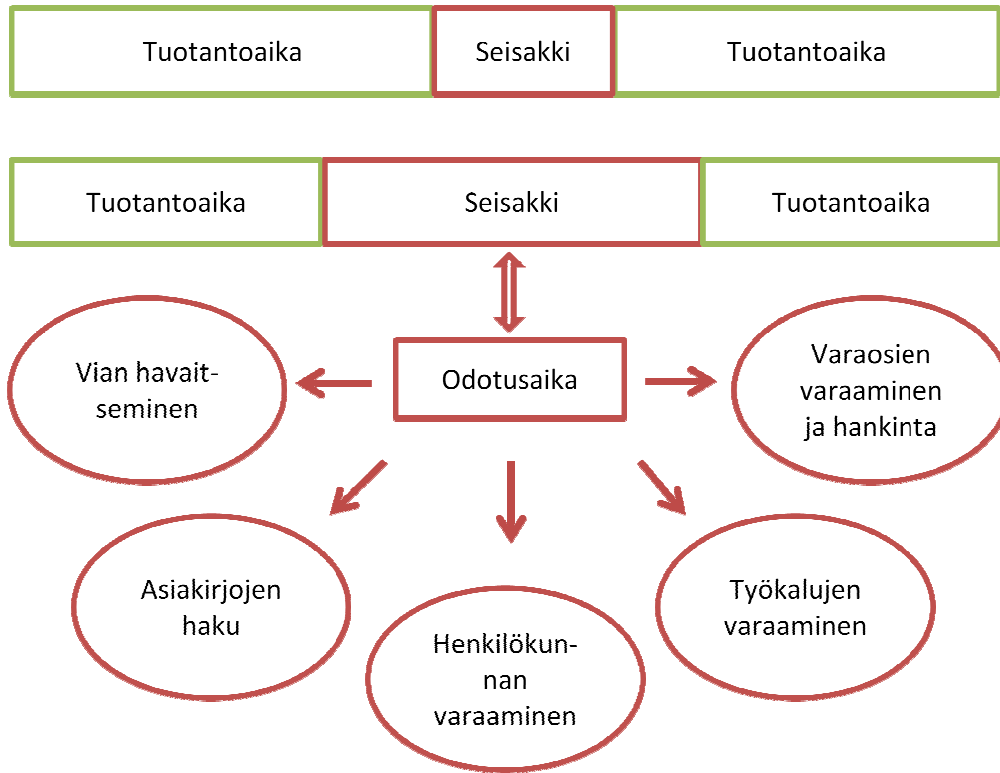 Tuotantoaika Seisakki Tuotantoaika
Tuotantoaika Seisakki Tuotantoaika
Vian havait-
seminen
Odotusaika
Varaosien
varaaminen
ja hankinta
Asiakirjojen
haku
Henkilökun-
nan
varaaminen
Työkalujen
varaaminen